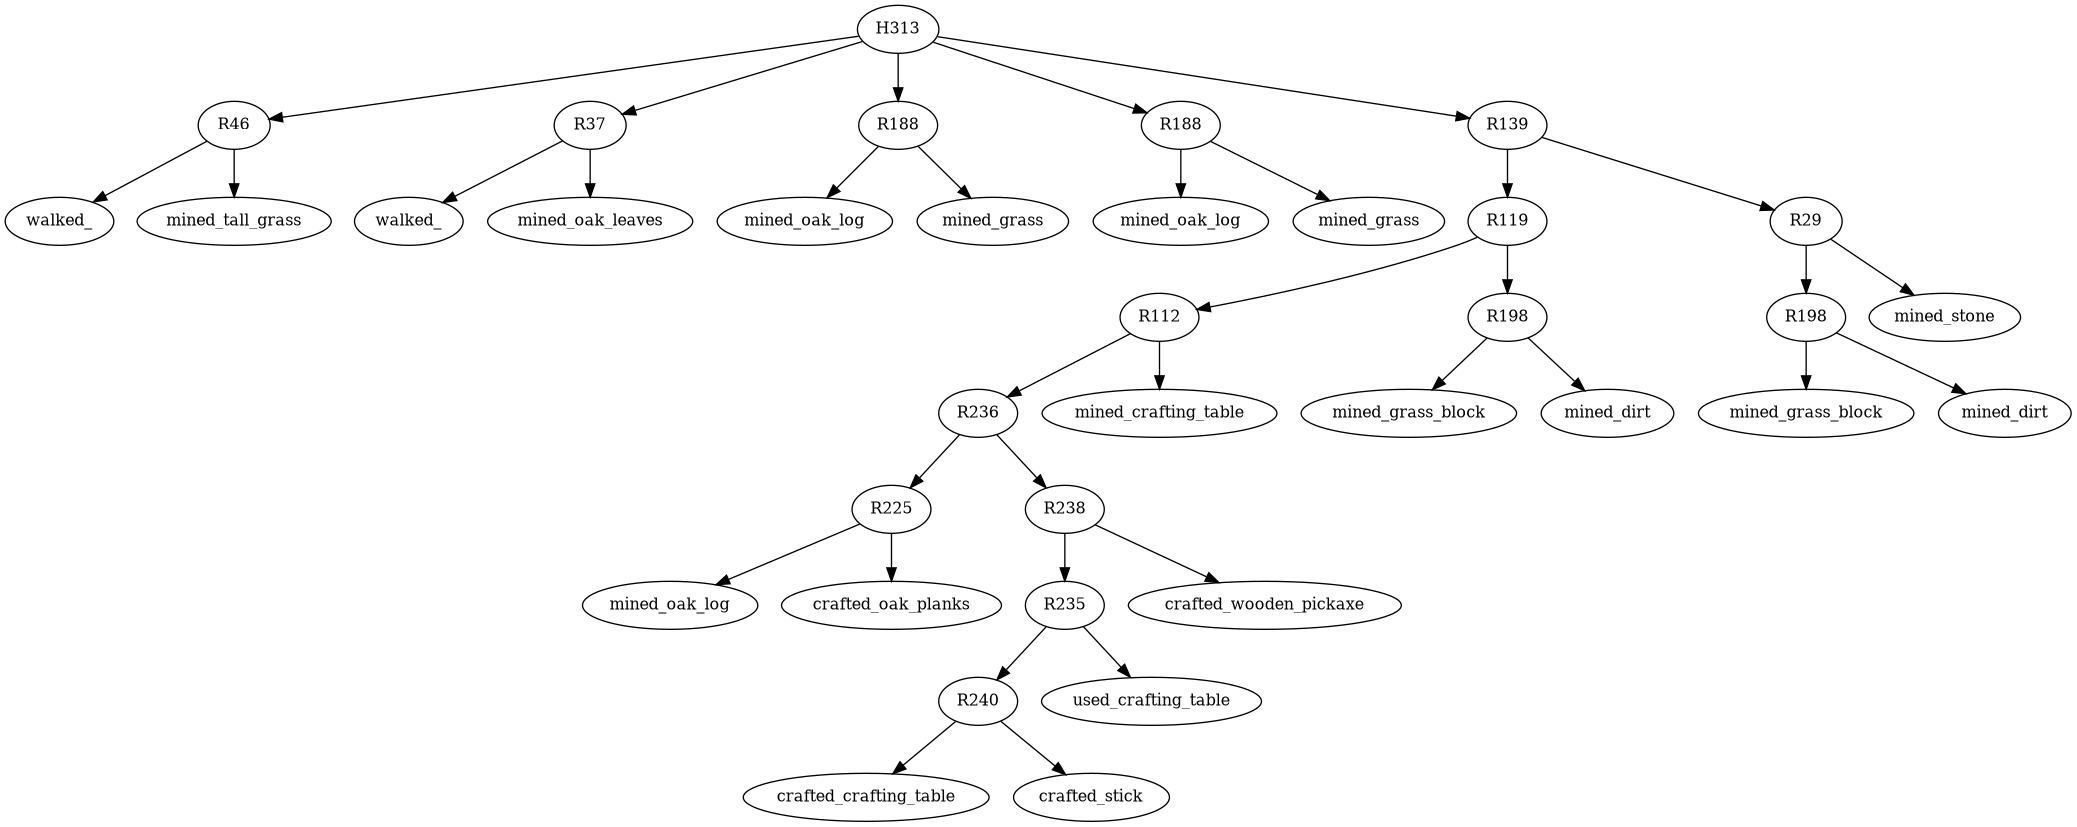 H313
R46
R37
R188
R188
R139
walked_
mined_tall_grass
walked_
mined_oak_leaves
mined_oak_log
mined_grass
mined_oak_log
mined_grass
R119
R29
R112
R198
R198
mined_stone
R236
mined_crafting_table
mined_grass_block
mined_dirt
mined_grass_block
mined_dirt
R225
R238
mined_oak_log
crafted_oak_planks
R235
crafted_wooden_pickaxe
R240
used_crafting_table
crafted_crafting_table
crafted_stick